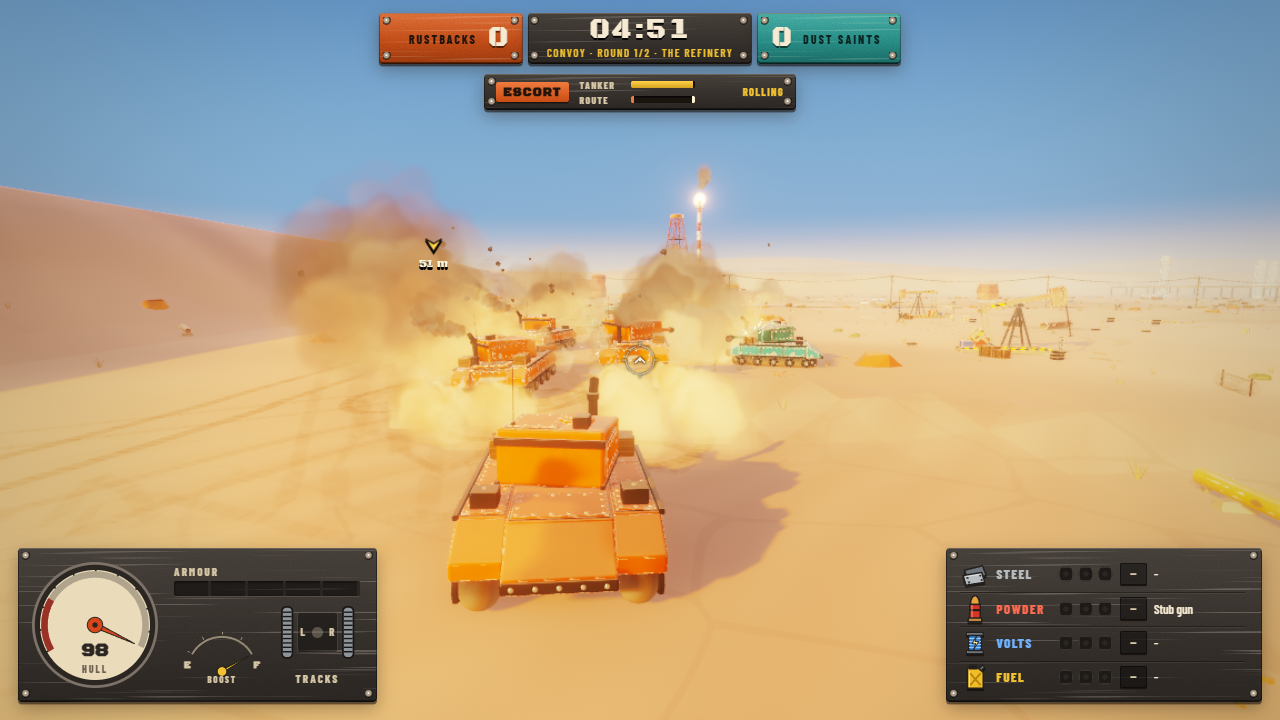 RUSTBACKS 0
04:51
CONVOY · ROUND 1/2 · THE REFINERY
0 DUST SAINTS
ESCORT
TANKER
ROUTE
ROLLING
51 m
98
HULL
ARMOUR
E F
BOOST
L R
TRACKS
STEEL - -
POWDER - Stub gun
VOLTS - -
FUEL - -